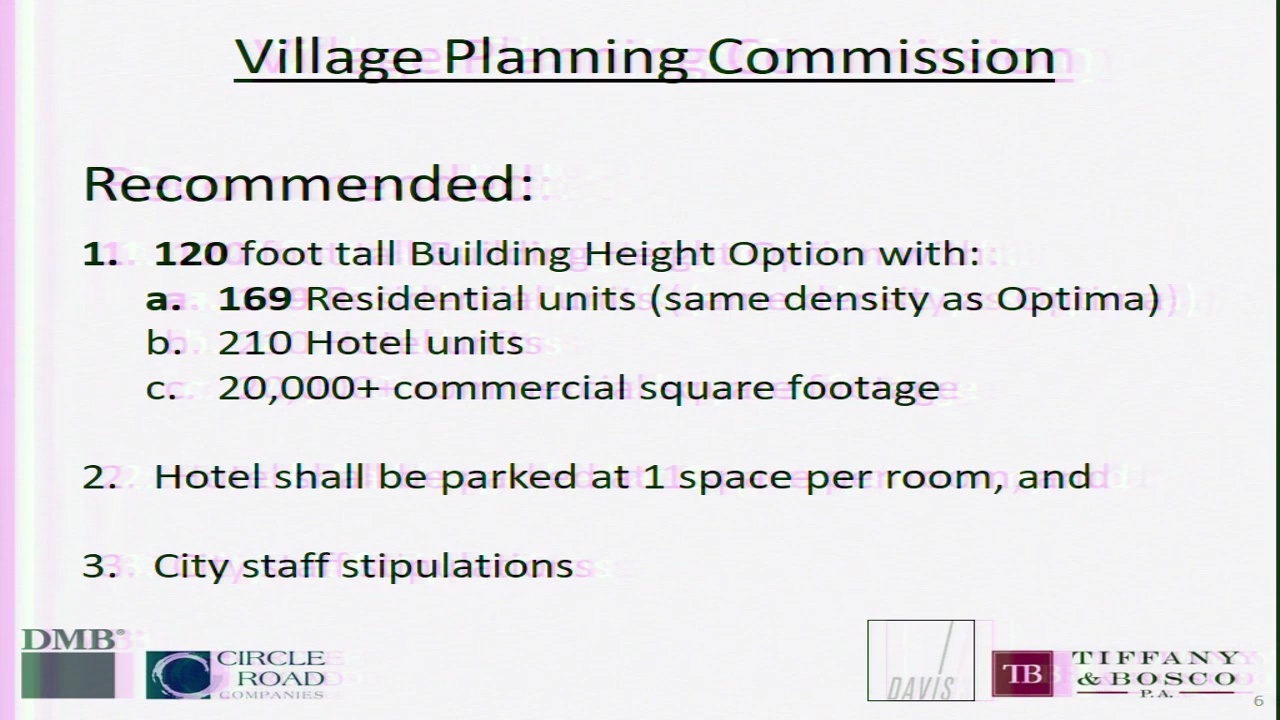 Village Planning Commission
Recommended:
1. 120 foot tall Building Height Option with:
a. 169 Residential units (same density as Optima)
b. 210 Hotel units
c. 20,000+ commercial square footage
2. Hotel shall be parked at 1 space per room, and
3. City staff stipulations
DMB®
CIRCLE
ROAD
COMPANIES
DAVIS
TB
TIFFANY
& BOSCO
P.A.
6